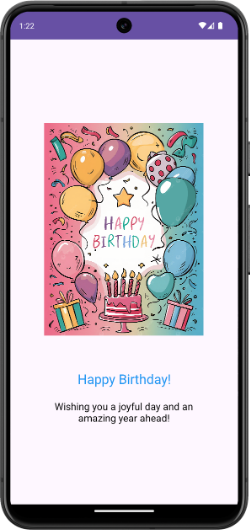 1:22
HAPPY
BIRTHDAY
Happy Birthday!
Wishing you a joyful day and an
amazing year ahead!